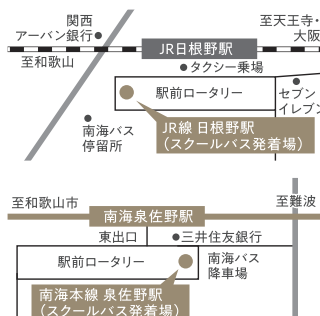 関西
アーバン銀行
至天王寺・
大阪
JR日根野駅
至和歌山
タクシー乗場
駅前ロータリー
セブン
イレブン
南海バス
停留所
JR線 日根野駅
（スクールバス発着場）
至和歌山市
至難波
南海泉佐野駅
東出口
三井住友銀行
駅前ロータリー
南海バス
降車場
南海本線 泉佐野駅
（スクールバス発着場）